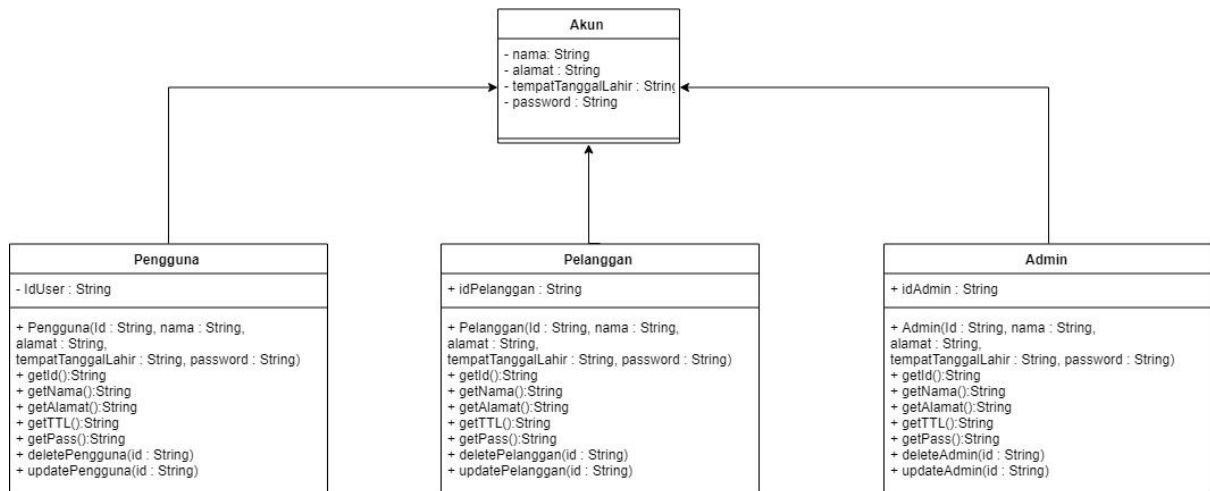 Akun
- nama: String
- alamat : String
- tempatTanggalLahir : String
- password : String
Pengguna
- IdUser : String
+ Pengguna(Id : String, nama : String,
alamat : String,
tempatTanggalLahir : String, password : String)
+ getId():String
+ getNama():String
+ getAlamat():String
+ getTTL():String
+ getPass():String
+ deletePengguna(id : String)
+ updatePengguna(id : String)
Pelanggan
+ idPelanggan : String
+ Pelanggan(Id : String, nama : String,
alamat : String,
tempatTanggalLahir : String, password : String)
+ getId():String
+ getNama():String
+ getAlamat():String
+ getTTL():String
+ getPass():String
+ deletePelanggan(id : String)
+ updatePelanggan(id : String)
Admin
+ idAdmin : String
+ Admin(Id : String, nama : String,
alamat : String,
tempatTanggalLahir : String, password : String)
+ getId():String
+ getNama():String
+ getAlamat():String
+ getTTL():String
+ getPass():String
+ deleteAdmin(id : String)
+ updateAdmin(id : String)